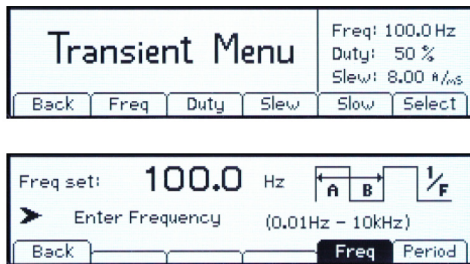 Transient Menu
Freq: 100.0 Hz
Duty: 50 %
Slew: 8.00 A/ms
Back Freq Duty Slew Slow Select
Freq set: 100.0 Hz
A B 1/F
➤ Enter Frequency (0.01Hz - 10kHz)
Back Freq Period